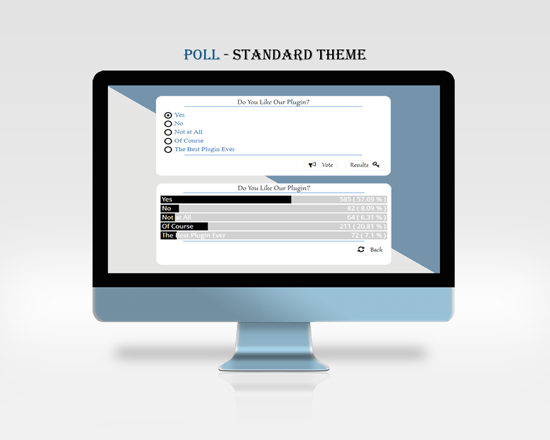 POLL - STANDARD THEME
Do You Like Our Plugin?
Yes
No
Not at All
Of Course
The Best Plugin Ever
Vote Results
Do You Like Our Plugin?
Yes 585 ( 57.69 % )
No 82 ( 8.09 % )
Not at All 64 ( 6.31 % )
Of Course 211 ( 20.81 % )
The Best Plugin Ever 72 ( 7.1 % )
Back